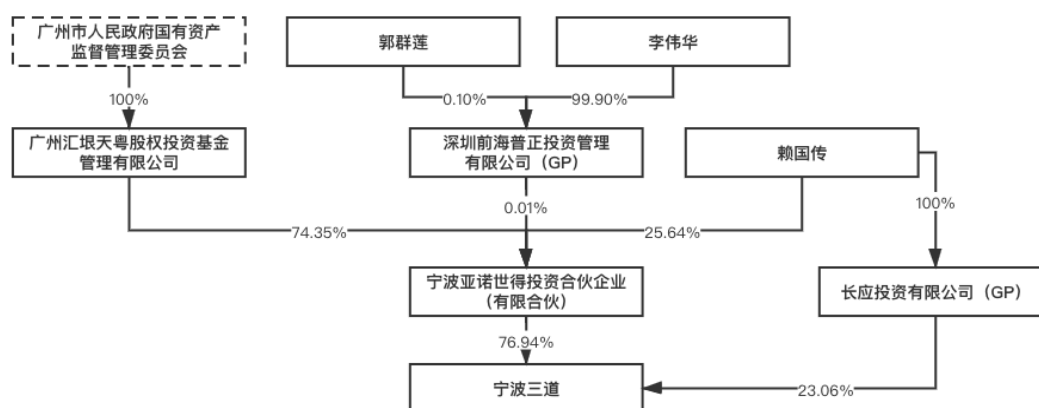 广州市人民政府国有资产
监督管理委员会
郭群莲
李伟华
100%
0.10%
99.90%
广州汇垠天粤股权投资基金
管理有限公司
深圳前海普正投资管理
有限公司（GP）
赖国传
0.01%
100%
74.35%
25.64%
宁波亚诺世得投资合伙企业
（有限合伙）
长应投资有限公司（GP）
76.94%
宁波三道
23.06%